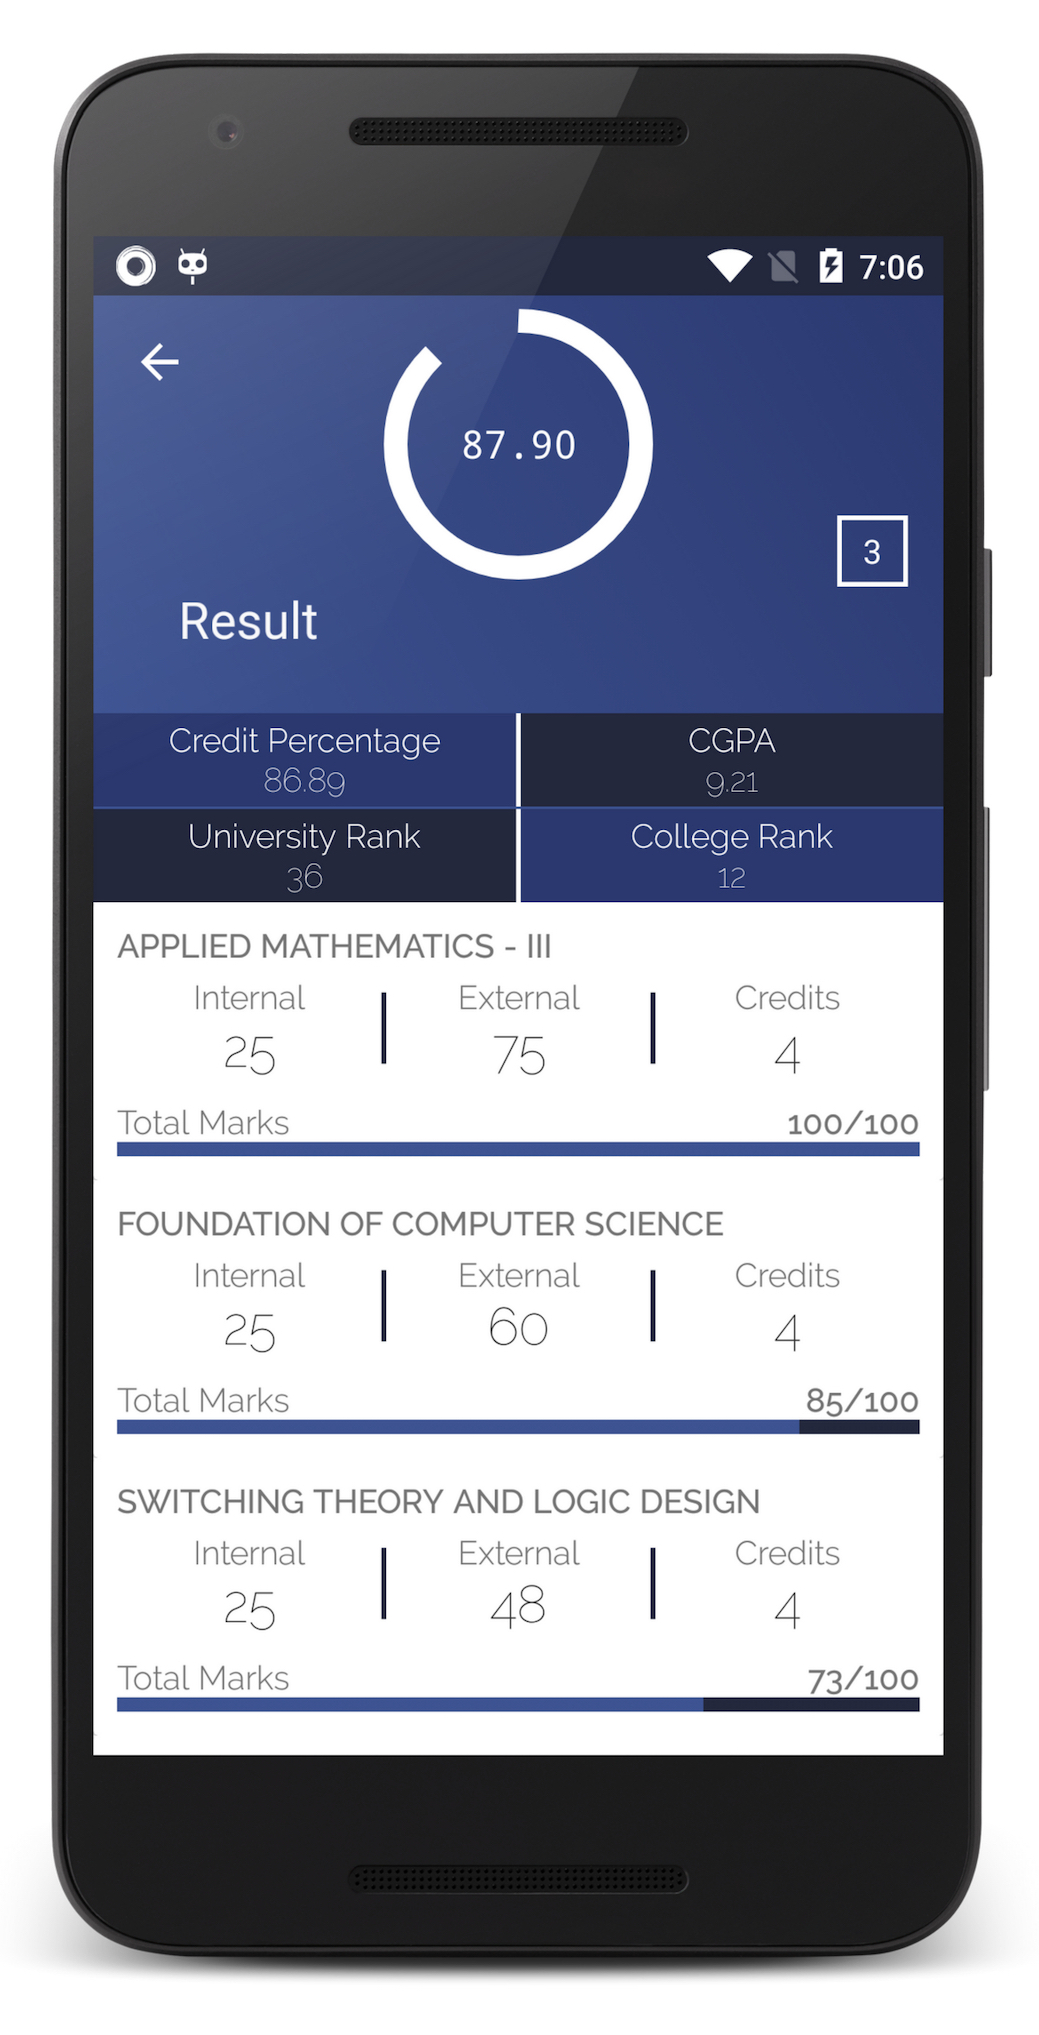 7:06
87.90
3
Result
Credit Percentage
86.89
CGPA
9.21
University Rank
36
College Rank
12
APPLIED MATHEMATICS - III
Internal External Credits
25 75 4
Total Marks 100/100
FOUNDATION OF COMPUTER SCIENCE
Internal External Credits
25 60 4
Total Marks 85/100
SWITCHING THEORY AND LOGIC DESIGN
Internal External Credits
25 48 4
Total Marks 73/100